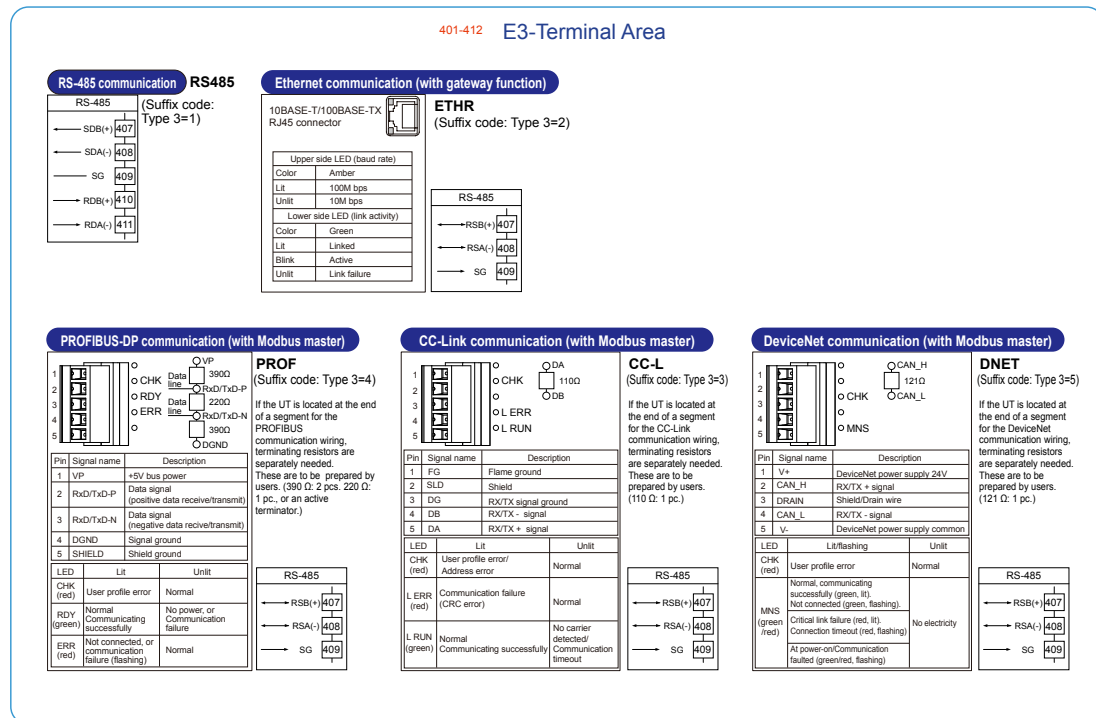 401-412 E3-Terminal Area
RS-485 communication RS485
(Suffix code:
Type 3=1)
RS-485
SDB(+) 407
SDA(-) 408
SG 409
RDB(+) 410
RDA(-) 411
Ethernet communication (with gateway function)
ETHR
(Suffix code: Type 3=2)
10BASE-T/100BASE-TX
RJ45 connector
Upper side LED (baud rate)
Color Amber
Lit 100M bps
Unlit 10M bps
Lower side LED (link activity)
Color Green
Lit Linked
Blink Active
Unlit Link failure
RS-485
RSB(+) 407
RSA(-) 408
SG 409
PROFIBUS-DP communication (with Modbus master)
1
2
3
4
5
CHK
RDY
ERR
VP
Data line
390Ω
RxD/TxD-P
Data line
220Ω
RxD/TxD-N
390Ω
DGND
PROF
(Suffix code: Type 3=4)
If the UT is located at the end
of a segment for the
PROFIBUS
communication wiring,
terminating resistors are
separately needed.
These are to be prepared by
users. (390 Ω: 2 pcs. 220 Ω:
1 pc., or an active
terminator.)
Pin Signal name Description
1 VP +5V bus power
2 RxD/TxD-P Data signal
(positive data receive/transmit)
3 RxD/TxD-N Data signal
(negative data recive/transmit)
4 DGND Signal ground
5 SHIELD Shield ground
LED Lit Unlit
CHK (red) User profile error Normal
RDY (green) Normal Communicating successfully No power, or Communication failure
ERR (red) Not connected, or communication failure (flashing) Normal
RS-485
RSB(+) 407
RSA(-) 408
SG 409
CC-Link communication (with Modbus master)
1
2
3
4
5
CHK
L ERR
L RUN
DA
110Ω
DB
CC-L
(Suffix code: Type 3=3)
If the UT is located at
the end of a segment
for the CC-Link
communication wiring,
terminating resistors
are separately needed.
These are to be
prepared by users.
(110 Ω: 1 pc.)
Pin Signal name Description
1 FG Flame ground
2 SLD Shield
3 DG RX/TX signal ground
4 DB RX/TX - signal
5 DA RX/TX + signal
LED Lit Unlit
CHK (red) User profile error/ Address error Normal
L ERR (red) Communication failure (CRC error) Normal
L RUN (green) Normal Communicating successfully No carrier detected/ Communication timeout
RS-485
RSB(+) 407
RSA(-) 408
SG 409
DeviceNet communication (with Modbus master)
1
2
3
4
5
CHK
MNS
CAN_H
121Ω
CAN_L
DNET
(Suffix code: Type 3=5)
If the UT is located at
the end of a segment
for the DeviceNet
communication wiring,
terminating resistors
are separately needed.
These are to be
prepared by users.
(121 Ω: 1 pc.)
Pin Signal name Description
1 V+ DeviceNet power supply 24V
2 CAN_H RX/TX + signal
3 DRAIN Shield/Drain wire
4 CAN_L RX/TX - signal
5 V- DeviceNet power supply common
LED Lit/flashing Unlit
CHK (red) User profile error Normal
MNS (green /red) Normal, communicating successfully (green, lit). Not connected (green, flashing). No electricity
Critical link failure (red, lit).
Connection timeout (red, flashing)
At power-on/Communication
faulted (green/red, flashing)
RS-485
RSB(+) 407
RSA(-) 408
SG 409